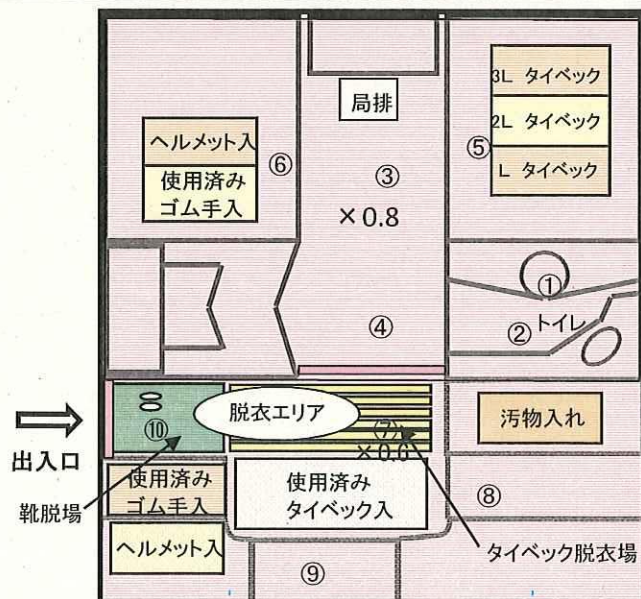 局排
3L タイベック
2L タイベック
L タイベック
⑤
ヘルメット入
使用済み
ゴム手入
⑥
③
×0.8
④
①
②
トイレ
出入口
脱衣エリア
⑩
⑦
×0.6
汚物入れ
靴脱場
使用済み
ゴム手入
ヘルメット入
使用済み
タイベック入
⑧
タイベック脱衣場
⑨